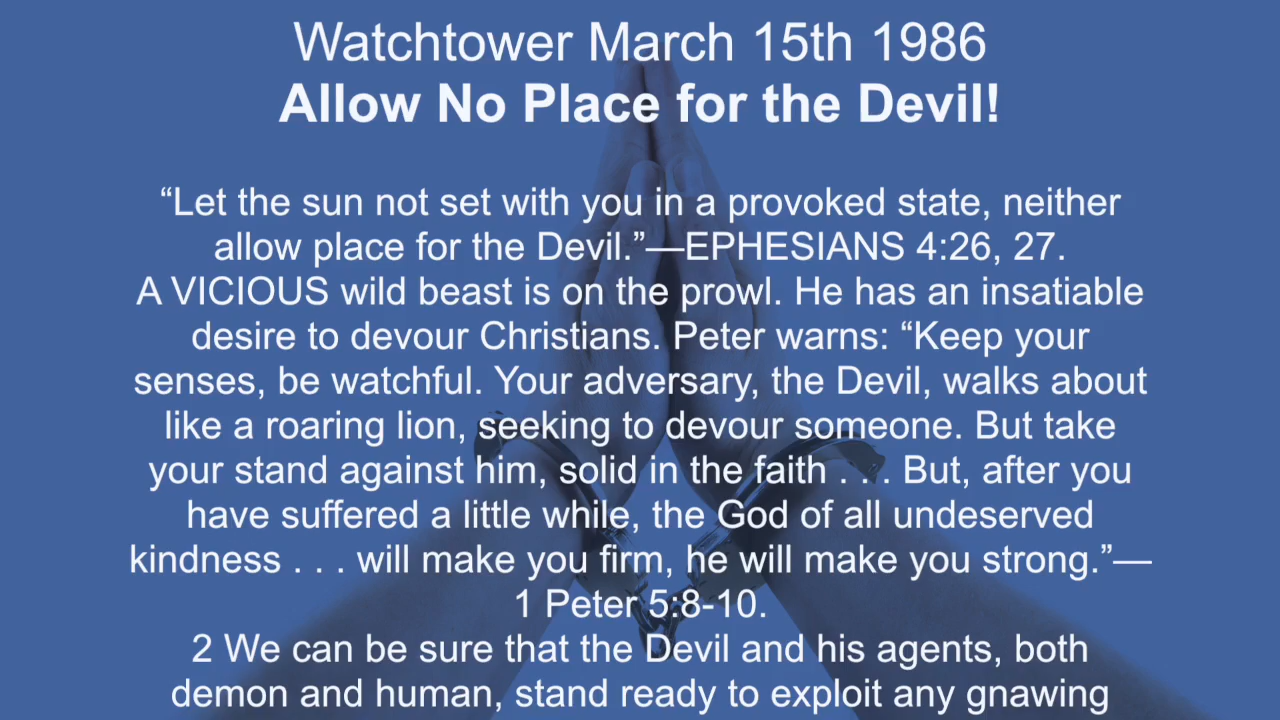 Watchtower March 15th 1986
Allow No Place for the Devil!
“Let the sun not set with you in a provoked state, neither
allow place for the Devil.”—EPHESIANS 4:26, 27.
A VICIOUS wild beast is on the prowl. He has an insatiable
desire to devour Christians. Peter warns: “Keep your
senses, be watchful. Your adversary, the Devil, walks about
like a roaring lion, seeking to devour someone. But take
your stand against him, solid in the faith . . . But, after you
have suffered a little while, the God of all undeserved
kindness . . . will make you firm, he will make you strong.”—
1 Peter 5:8-10.
2 We can be sure that the Devil and his agents, both
demon and human, stand ready to exploit any gnawing